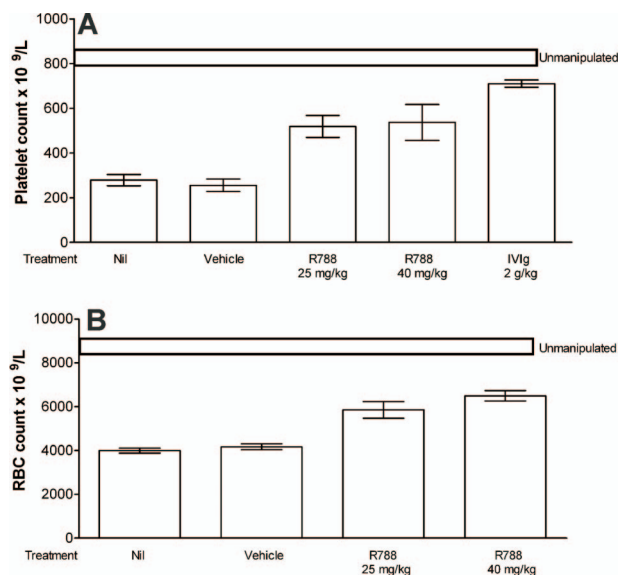 A
Platelet count x 10 9/L
1000
800
600
400
200
0
Unmanipulated
Treatment Nil Vehicle R788 R788 IVIg
25 mg/kg 40 mg/kg 2 g/kg
B
RBC count x 10 9/L
10000
8000
6000
4000
2000
0
Unmanipulated
Treatment Nil Vehicle R788 R788
25 mg/kg 40 mg/kg